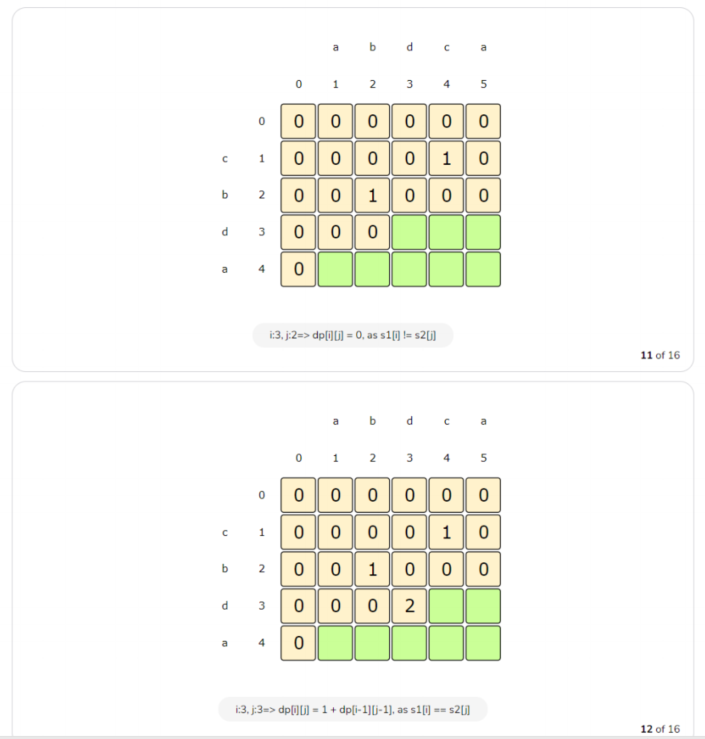 a b d c a
0 1 2 3 4 5
0 0 0 0 0 0 0
c 1 0 0 0 0 1 0
b 2 0 0 1 0 0 0
d 3 0 0 0
a 4 0
i:3, j:2=> dp[i][j] = 0, as s1[i] != s2[j]
11 of 16
a b d c a
0 1 2 3 4 5
0 0 0 0 0 0 0
c 1 0 0 0 0 1 0
b 2 0 0 1 0 0 0
d 3 0 0 0 2
a 4 0
i:3, j:3=> dp[i][j] = 1 + dp[i-1][j-1], as s1[i] == s2[j]
12 of 16